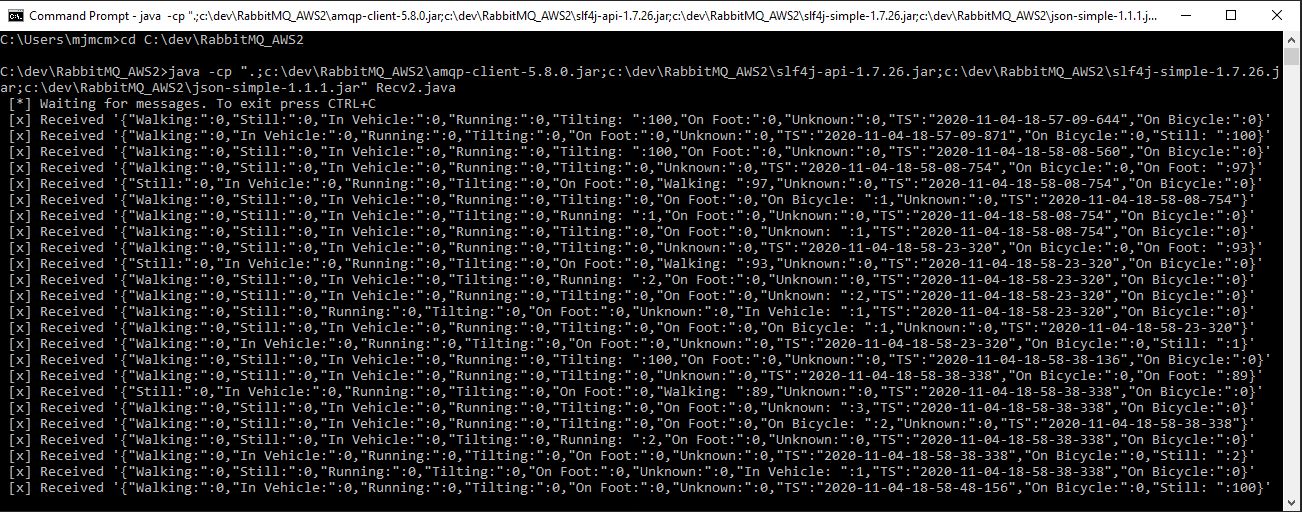 Command Prompt - java -cp ".;c:\dev\RabbitMQ_AWS2\amqp-client-5.8.0.jar;c:\dev\RabbitMQ_AWS2\slf4j-api-1.7.26.jar;c:\dev\RabbitMQ_AWS2\slf4j-simple-1.7.26.jar;c:\dev\RabbitMQ_AWS2\json-simple-1.1.1.j...
C:\Users\mjmcm>cd C:\dev\RabbitMQ_AWS2
C:\dev\RabbitMQ_AWS2>java -cp ".;c:\dev\RabbitMQ_AWS2\amqp-client-5.8.0.jar;c:\dev\RabbitMQ_AWS2\slf4j-api-1.7.26.jar;c:\dev\RabbitMQ_AWS2\slf4j-simple-1.7.26.j
ar;c:\dev\RabbitMQ_AWS2\json-simple-1.1.1.jar" Recv2.java
[*] Waiting for messages. To exit press CTRL+C
[x] Received '{"Walking:":0,"Still:":0,"In Vehicle:":0,"Running:":0,"Tilting: ":100,"On Foot:":0,"Unknown:":0,"TS":"2020-11-04-18-57-09-644","On Bicycle:":0}'
[x] Received '{"Walking:":0,"In Vehicle:":0,"Running:":0,"Tilting:":0,"On Foot:":0,"Unknown:":0,"TS":"2020-11-04-18-57-09-871","On Bicycle:":0,"Still: ":100}'
[x] Received '{"Walking:":0,"Still:":0,"In Vehicle:":0,"Running:":0,"Tilting: ":100,"On Foot:":0,"Unknown:":0,"TS":"2020-11-04-18-58-08-560","On Bicycle:":0}'
[x] Received '{"Walking:":0,"Still:":0,"In Vehicle:":0,"Running:":0,"Tilting:":0,"Unknown:":0,"TS":"2020-11-04-18-58-08-754","On Bicycle:":0,"On Foot: ":97}'
[x] Received '{"Still:":0,"In Vehicle:":0,"Running:":0,"Tilting:":0,"On Foot:":0,"Walking: ":97,"Unknown:":0,"TS":"2020-11-04-18-58-08-754","On Bicycle:":0}'
[x] Received '{"Walking:":0,"Still:":0,"In Vehicle:":0,"Running:":0,"Tilting:":0,"On Foot:":0,"On Bicycle: ":1,"Unknown:":0,"TS":"2020-11-04-18-58-08-754"}'
[x] Received '{"Walking:":0,"Still:":0,"In Vehicle:":0,"Tilting:":0,"Running: ":1,"On Foot:":0,"Unknown:":0,"TS":"2020-11-04-18-58-08-754","On Bicycle:":0}'
[x] Received '{"Walking:":0,"Still:":0,"In Vehicle:":0,"Running:":0,"Tilting:":0,"On Foot:":0,"Unknown: ":1,"TS":"2020-11-04-18-58-08-754","On Bicycle:":0}'
[x] Received '{"Walking:":0,"Still:":0,"In Vehicle:":0,"Running:":0,"Tilting:":0,"Unknown:":0,"TS":"2020-11-04-18-58-23-320","On Bicycle:":0,"On Foot: ":93}'
[x] Received '{"Still:":0,"In Vehicle:":0,"Running:":0,"Tilting:":0,"On Foot:":0,"Walking: ":93,"Unknown:":0,"TS":"2020-11-04-18-58-23-320","On Bicycle:":0}'
[x] Received '{"Walking:":0,"Still:":0,"In Vehicle:":0,"Tilting:":0,"Running: ":2,"On Foot:":0,"Unknown:":0,"TS":"2020-11-04-18-58-23-320","On Bicycle:":0}'
[x] Received '{"Walking:":0,"Still:":0,"In Vehicle:":0,"Running:":0,"Tilting:":0,"On Foot:":0,"Unknown: ":2,"TS":"2020-11-04-18-58-23-320","On Bicycle:":0}'
[x] Received '{"Walking:":0,"Still:":0,"Running:":0,"Tilting:":0,"On Foot:":0,"Unknown:":0,"In Vehicle: ":1,"TS":"2020-11-04-18-58-23-320","On Bicycle:":0}'
[x] Received '{"Walking:":0,"Still:":0,"In Vehicle:":0,"Running:":0,"Tilting:":0,"On Foot:":0,"On Bicycle: ":1,"Unknown:":0,"TS":"2020-11-04-18-58-23-320"}'
[x] Received '{"Walking:":0,"In Vehicle:":0,"Running:":0,"Tilting:":0,"On Foot:":0,"Unknown:":0,"TS":"2020-11-04-18-58-23-320","On Bicycle:":0,"Still: ":1}'
[x] Received '{"Walking:":0,"Still:":0,"In Vehicle:":0,"Running:":0,"Tilting: ":100,"On Foot:":0,"Unknown:":0,"TS":"2020-11-04-18-58-38-136","On Bicycle:":0}'
[x] Received '{"Walking:":0,"Still:":0,"In Vehicle:":0,"Running:":0,"Tilting:":0,"Unknown:":0,"TS":"2020-11-04-18-58-38-338","On Bicycle:":0,"On Foot: ":89}'
[x] Received '{"Still:":0,"In Vehicle:":0,"Running:":0,"Tilting:":0,"On Foot:":0,"Walking: ":89,"Unknown:":0,"TS":"2020-11-04-18-58-38-338","On Bicycle:":0}'
[x] Received '{"Walking:":0,"Still:":0,"In Vehicle:":0,"Running:":0,"Tilting:":0,"On Foot:":0,"Unknown: ":3,"TS":"2020-11-04-18-58-38-338","On Bicycle:":0}'
[x] Received '{"Walking:":0,"Still:":0,"In Vehicle:":0,"Running:":0,"Tilting:":0,"On Foot:":0,"On Bicycle: ":2,"Unknown:":0,"TS":"2020-11-04-18-58-38-338"}'
[x] Received '{"Walking:":0,"Still:":0,"In Vehicle:":0,"Tilting:":0,"Running: ":2,"On Foot:":0,"Unknown:":0,"TS":"2020-11-04-18-58-38-338","On Bicycle:":0}'
[x] Received '{"Walking:":0,"In Vehicle:":0,"Running:":0,"Tilting:":0,"On Foot:":0,"Unknown:":0,"TS":"2020-11-04-18-58-38-338","On Bicycle:":0,"Still: ":2}'
[x] Received '{"Walking:":0,"Still:":0,"Running:":0,"Tilting:":0,"On Foot:":0,"Unknown:":0,"In Vehicle: ":1,"TS":"2020-11-04-18-58-38-338","On Bicycle:":0}'
[x] Received '{"Walking:":0,"In Vehicle:":0,"Running:":0,"Tilting:":0,"On Foot:":0,"Unknown:":0,"TS":"2020-11-04-18-58-48-156","On Bicycle:":0,"Still: ":100}'